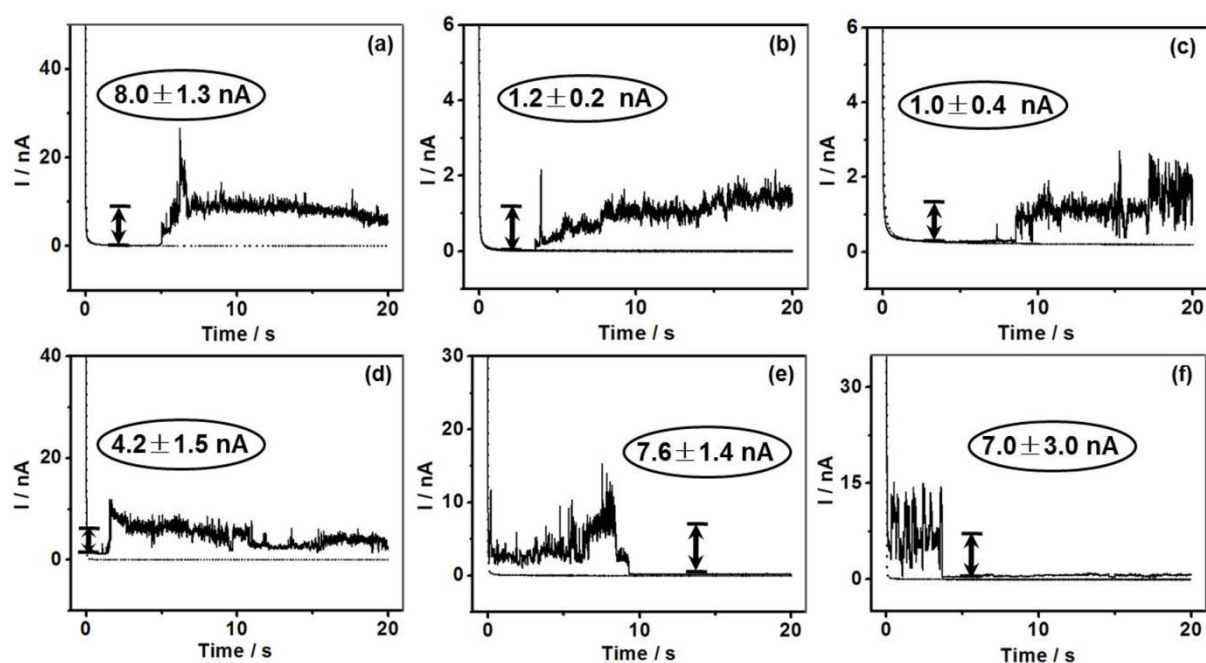 (a)
8.0±1.3 nA
I / nA
40
20
0
0 10 20
Time / s
(b)
1.2±0.2 nA
I / nA
6
4
2
0
0 10 20
Time / s
(c)
1.0±0.4 nA
I / nA
6
4
2
0
0 10 20
Time / s
(d)
4.2±1.5 nA
I / nA
40
20
0
0 10 20
Time / s
(e)
7.6±1.4 nA
I / nA
30
20
10
0
0 10 20
Time / s
(f)
7.0±3.0 nA
I / nA
30
15
0
0 10 20
Time / s